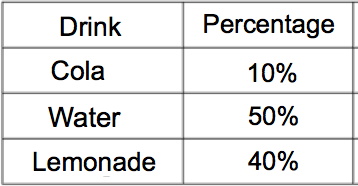 Drink Percentage
Cola 10%
Water 50%
Lemonade 40%